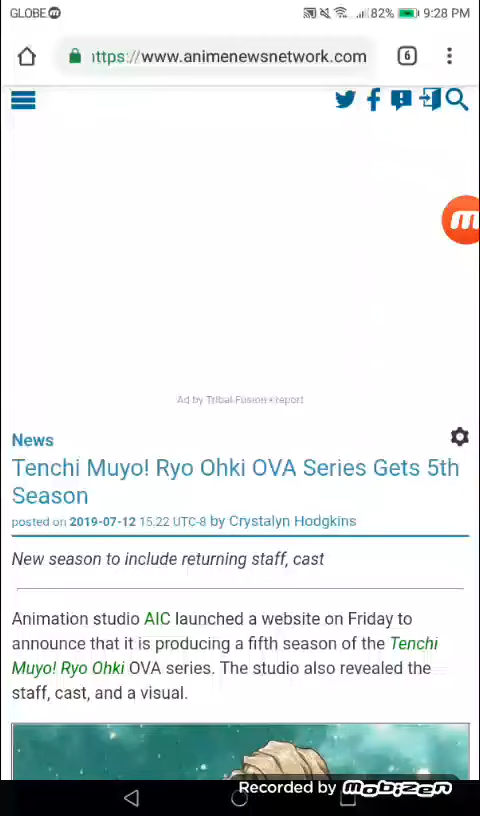 GLOBE 82% 9:28 PM
https://www.animenewsnetwork.com 6
Ad by Tribal Fusion • report
News
Tenchi Muyo! Ryo Ohki OVA Series Gets 5th
Season
posted on 2019-07-12 15:22 UTC-8 by Crystalyn Hodgkins
New season to include returning staff, cast
Animation studio AIC launched a website on Friday to
announce that it is producing a fifth season of the Tenchi
Muyo! Ryo Ohki OVA series. The studio also revealed the
staff, cast, and a visual.
Recorded by mobizen